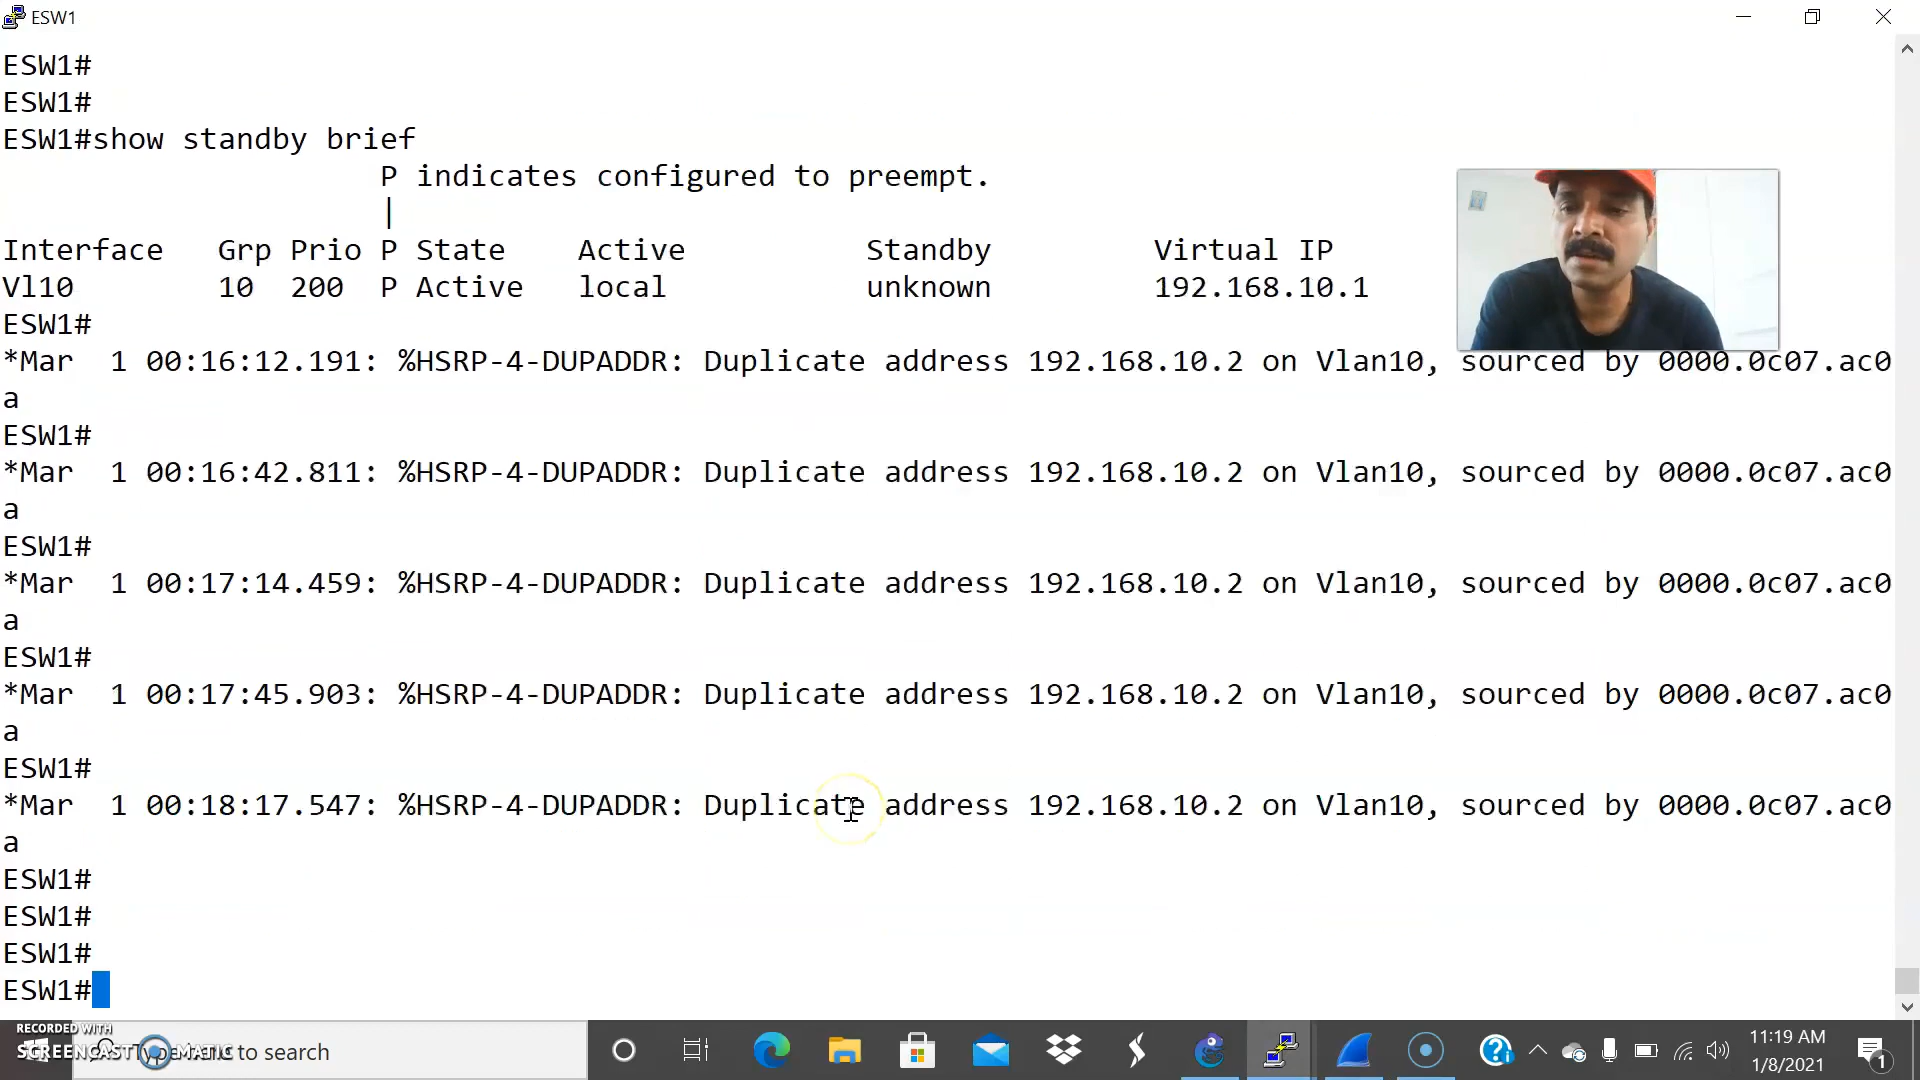 ESW1
ESW1#
ESW1#
ESW1#show standby brief
P indicates configured to preempt.
|
Interface Grp Prio P State Active Standby Virtual IP
Vl10 10 200 P Active local unknown 192.168.10.1
ESW1#
*Mar 1 00:16:12.191: %HSRP-4-DUPADDR: Duplicate address 192.168.10.2 on Vlan10, sourced by 0000.0c07.ac0
a
ESW1#
*Mar 1 00:16:42.811: %HSRP-4-DUPADDR: Duplicate address 192.168.10.2 on Vlan10, sourced by 0000.0c07.ac0
a
ESW1#
*Mar 1 00:17:14.459: %HSRP-4-DUPADDR: Duplicate address 192.168.10.2 on Vlan10, sourced by 0000.0c07.ac0
a
ESW1#
*Mar 1 00:17:45.903: %HSRP-4-DUPADDR: Duplicate address 192.168.10.2 on Vlan10, sourced by 0000.0c07.ac0
a
ESW1#
*Mar 1 00:18:17.547: %HSRP-4-DUPADDR: Duplicate address 192.168.10.2 on Vlan10, sourced by 0000.0c07.ac0
a
ESW1#
ESW1#
ESW1#
ESW1#
RECORDED WITH
SCREENCAST MATIC
to search
11:19 AM
1/8/2021
1